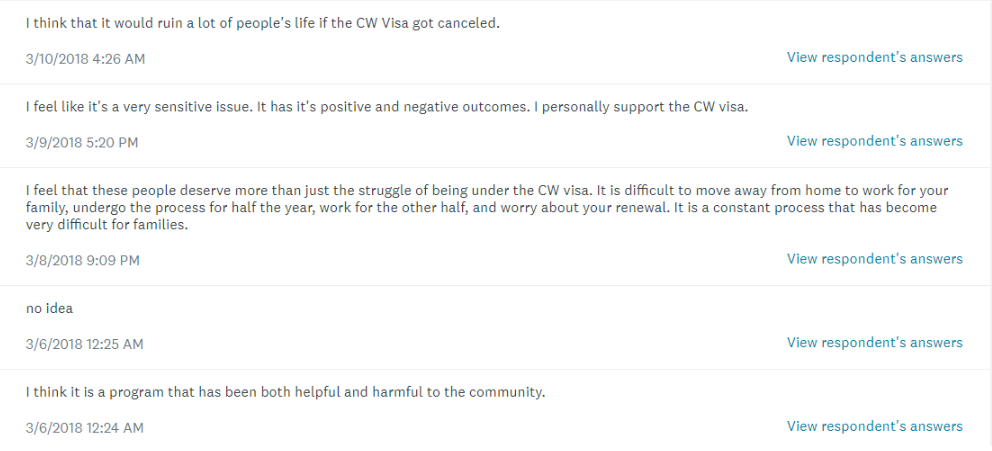 I think that it would ruin a lot of people's life if the CW Visa got canceled.
3/10/2018 4:26 AM
View respondent's answers
I feel like it's a very sensitive issue. It has it's positive and negative outcomes. I personally support the CW visa.
3/9/2018 5:20 PM
View respondent's answers
I feel that these people deserve more than just the struggle of being under the CW visa. It is difficult to move away from home to work for your
family, undergo the process for half the year, work for the other half, and worry about your renewal. It is a constant process that has become
very difficult for families.
3/8/2018 9:09 PM
View respondent's answers
no idea
3/6/2018 12:25 AM
View respondent's answers
I think it is a program that has been both helpful and harmful to the community.
3/6/2018 12:24 AM
View respondent's answers